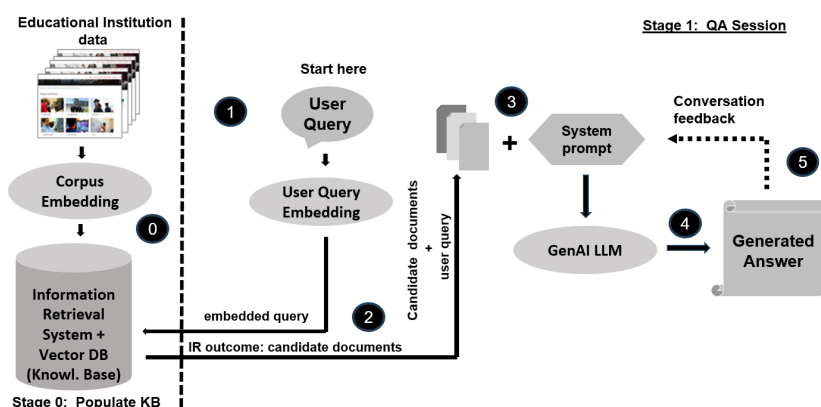 Educational Institution
data
Corpus
Embedding
0
Information
Retrieval
System +
Vector DB
(Knowl. Base)
Stage 0: Populate KB
Stage 1: QA Session
Start here
1
User
Query
User Query
Embedding
embedded query
2
IR outcome: candidate documents
Candidate documents
+
user query
3
+
System
prompt
GenAI LLM
4
Generated
Answer
5
Conversation
feedback